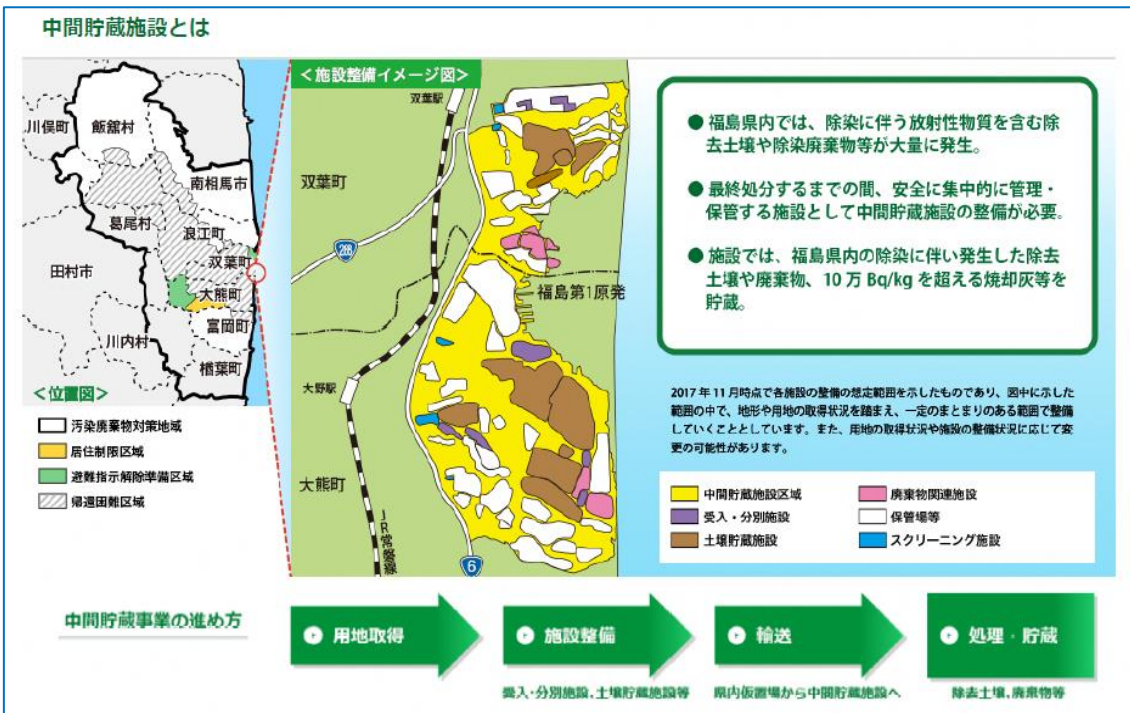 中間貯蔵施設とは
川俣町
飯舘村
南相馬市
葛尾村
浪江町
田村市
双葉町
大熊町
富岡町
川内村
楢葉町
＜位置図＞
汚染廃棄物対策地域
居住制限区域
避難指示解除準備区域
帰還困難区域
＜施設整備イメージ図＞
双葉駅
双葉町
288
福島第1原発
大野駅
大熊町
JR常磐線
6
● 福島県内では、除染に伴う放射性物質を含む除
去土壌や除染廃棄物等が大量に発生。
● 最終処分するまでの間、安全に集中的に管理・
保管する施設として中間貯蔵施設の整備が必要。
● 施設では、福島県内の除染に伴い発生した除去
土壌や廃棄物、10 万 Bq/kg を超える焼却灰等を
貯蔵。
2017 年 11 月時点で各施設の整備の想定範囲を示したものであり、図中に示した
範囲の中で、地形や用地の取得状況を踏まえ、一定のまとまりのある範囲で整備
していくこととしています。また、用地の取得状況や施設の整備状況に応じて変
更の可能性があります。
中間貯蔵施設区域
受入・分別施設
土壌貯蔵施設
廃棄物関連施設
保管場等
スクリーニング施設
中間貯蔵事業の進め方
用地取得
施設整備
輸送
処理・貯蔵
受入・分別施設，土壌貯蔵施設等
県内仮置場から中間貯蔵施設へ
除去土壌，廃棄物等